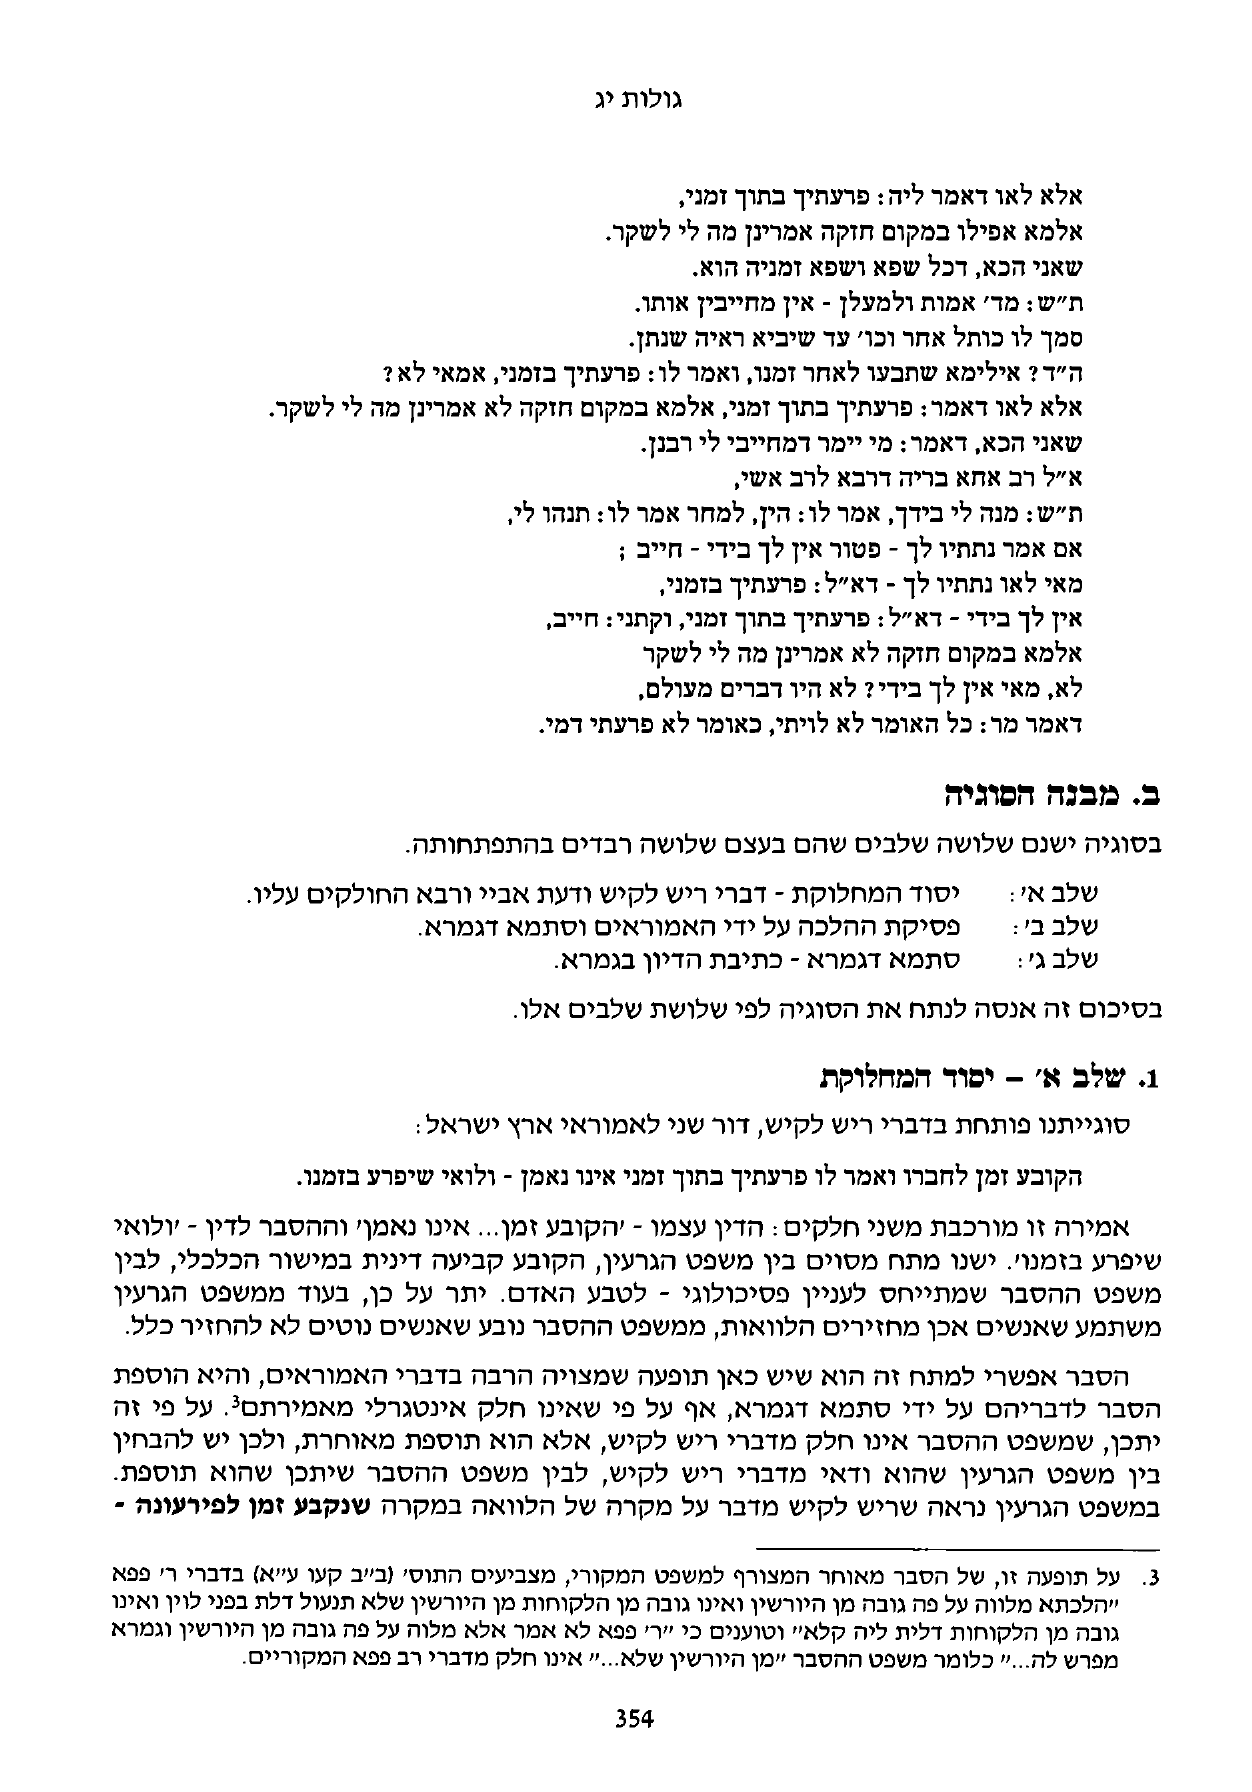 גולות יג
אלא לאו דאמר ליה: פרעתיך בתוך זמני,
אלמא אפילו במקום חזקה אמרינן מה לי לשקר.
שאני הכא, דכל שפא ושפא זמניה הוא.
ת״ש: מד׳ אמות ולמעלן - אין מחייבין אותו.
סמך לו כותל אחר וכו׳ עד שיביא ראיה שנתן.
ה״ד? אילימא שתבעו לאחר זמנו, ואמר לו: פרעתיך בזמני, אמאי לא?
אלא לאו דאמר: פרעתיך בתוך זמני, אלמא במקום חזקה לא אמרינן מה לי לשקר.
שאני הכא, דאמר: מי יימר דמחייבי לי רבנן.
א״ל רב אחא בריה דרבא לרב אשי,
ת״ש: מנה לי בידך, אמר לו: הין, למחר אמר לו: תנהו לי,
אם אמר נתתיו לך - פטור אין לך בידי - חייב;
מאי לאו נתתיו לך - דא״ל: פרעתיך בזמני,
אין לך בידי - דא״ל: פרעתיך בתוך זמני, וקתני: חייב,
אלמא במקום חזקה לא אמרינן מה לי לשקר
לא, מאי אין לך בידי? לא היו דברים מעולם,
דאמר מר: כל האומר לא לויתי, כאומר לא פרעתי דמי.
ב. מבנה הסוגיה
בסוגיה ישנם שלושה שלבים שהם בעצם שלושה רבדים בהתפתחותה.
שלב א׳: יסוד המחלוקת - דברי ריש לקיש ודעת אביי ורבא החולקים עליו.
שלב ב׳: פסיקת ההלכה על ידי האמוראים וסתמא דגמרא.
שלב ג׳: סתמא דגמרא - כתיבת הדיון בגמרא.
בסיכום זה אנסה לנתח את הסוגיה לפי שלושת שלבים אלו.
1. שלב א׳ – יסוד המחלוקת
סוגייתנו פותחת בדברי ריש לקיש, דור שני לאמוראי ארץ ישראל:
הקובע זמן לחברו ואמר לו פרעתיך בתוך זמני אינו נאמן - ולואי שיפרע בזמנו.
אמירה זו מורכבת משני חלקים: הדין עצמו - ׳הקובע זמן... אינו נאמן׳ וההסבר לדין - ׳ולואי
שיפרע בזמנו׳. ישנו מתח מסוים בין משפט הגרעין, הקובע קביעה דינית במישור הכלכלי, לבין
משפט ההסבר שמתייחס לעניין פסיכולוגי - לטבע האדם. יתר על כן, בעוד ממשפט הגרעין
משתמע שאנשים אכן מחזירים הלוואות, ממשפט ההסבר נובע שאנשים נוטים לא להחזיר כלל.
הסבר אפשרי למתח זה הוא שיש כאן תופעה שמצויה הרבה בדברי האמוראים, והיא הוספת
הסבר לדבריהם על ידי סתמא דגמרא, אף על פי שאינו חלק אינטגרלי מאמירתם3. על פי זה
יתכן, שמשפט ההסבר אינו חלק מדברי ריש לקיש, אלא הוא תוספת מאוחרת, ולכן יש להבחין
בין משפט הגרעין שהוא ודאי מדברי ריש לקיש, לבין משפט ההסבר שיתכן שהוא תוספת.
במשפט הגרעין נראה שריש לקיש מדבר על מקרה של הלוואה במקרה שנקבע זמן לפירעונה -
3. על תופעה זו, של הסבר מאוחר המצורף למשפט המקורי, מצביעים התוס׳ (ב״ב קעו ע״א) בדברי ר׳ פפא
״הלכתא מלווה על פה גובה מן היורשין ואינו גובה מן הלקוחות מן היורשין שלא תנעול דלת בפני לוין ואינו
גובה מן הלקוחות דלית ליה קלא״ וטוענים כי ״ר׳ פפא לא אמר אלא מלוה על פה גובה מן היורשין וגמרא
מפרש לה...״ כלומר משפט ההסבר ״מן היורשין שלא...״ אינו חלק מדברי רב פפא המקוריים.
354